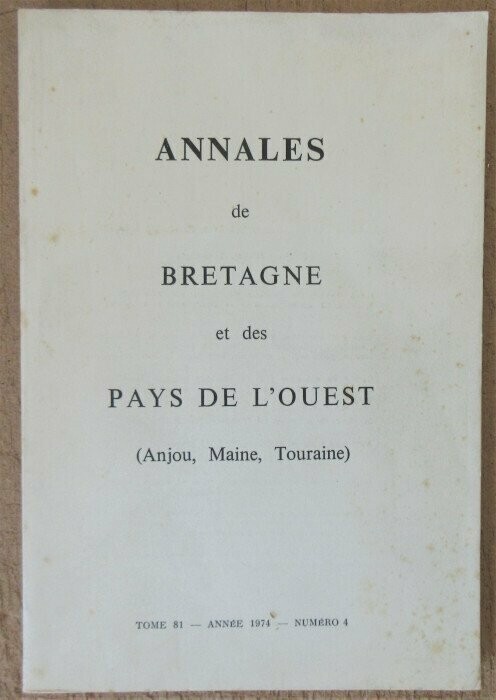 ANNALES
de
BRETAGNE
et des
PAYS DE L'OUEST
(Anjou, Maine, Touraine)
TOME 81 — ANNÉE 1974 — NUMÉRO 4